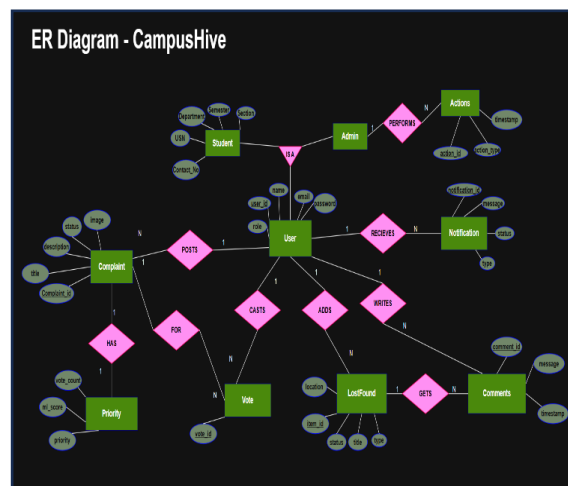 ER Diagram - CampusHive
Actions
Semester
Department
Section
PERFORMS
timestamp
USN
Student
Admin
1
N
IS A
action_id
action_type
Contact_No
name
email
notification_id
user_id
password
message
image
status
role
N
User
1
RECIEVES
N
Notification
status
description
POSTS
1
type
Complaint
1
title
1
1
1
Complaint_id
CASTS
ADDS
WRITES
1
FOR
HAS
N
comment_id
N
N
message
vote_count
1
location
ml_score
Priority
N
Vote
LostFound
1
GETS
N
Comments
item_id
timestamp
priority
vote_id
status
title
type